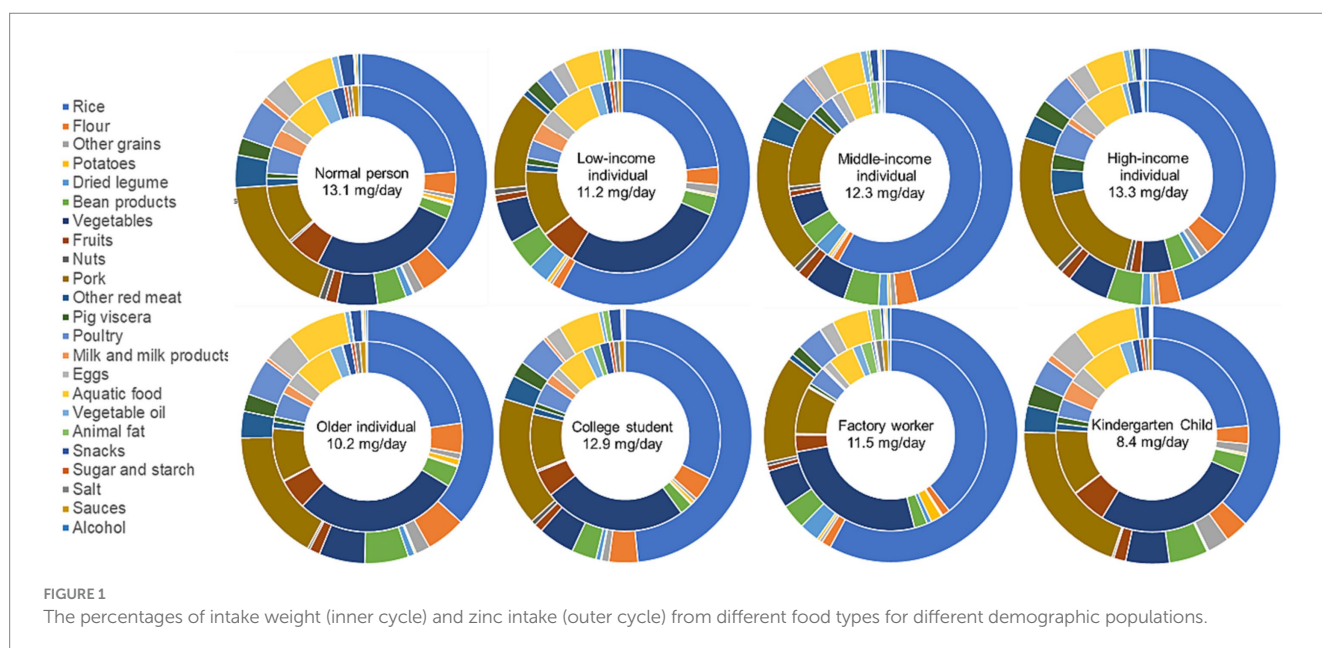 Rice
Flour
Other grains
Potatoes
Dried legume
Bean products
Vegetables
Fruits
Nuts
Pork
Other red meat
Pig viscera
Poultry
Milk and milk products
Eggs
Aquatic food
Vegetable oil
Animal fat
Snacks
Sugar and starch
Salt
Sauces
Alcohol
Normal person
13.1 mg/day
Low-income
individual
11.2 mg/day
Middle-income
individual
12.3 mg/day
High-income
individual
13.3 mg/day
Older individual
10.2 mg/day
College student
12.9 mg/day
Factory worker
11.5 mg/day
Kindergarten Child
8.4 mg/day
FIGURE 1
The percentages of intake weight (inner cycle) and zinc intake (outer cycle) from different food types for different demographic populations.